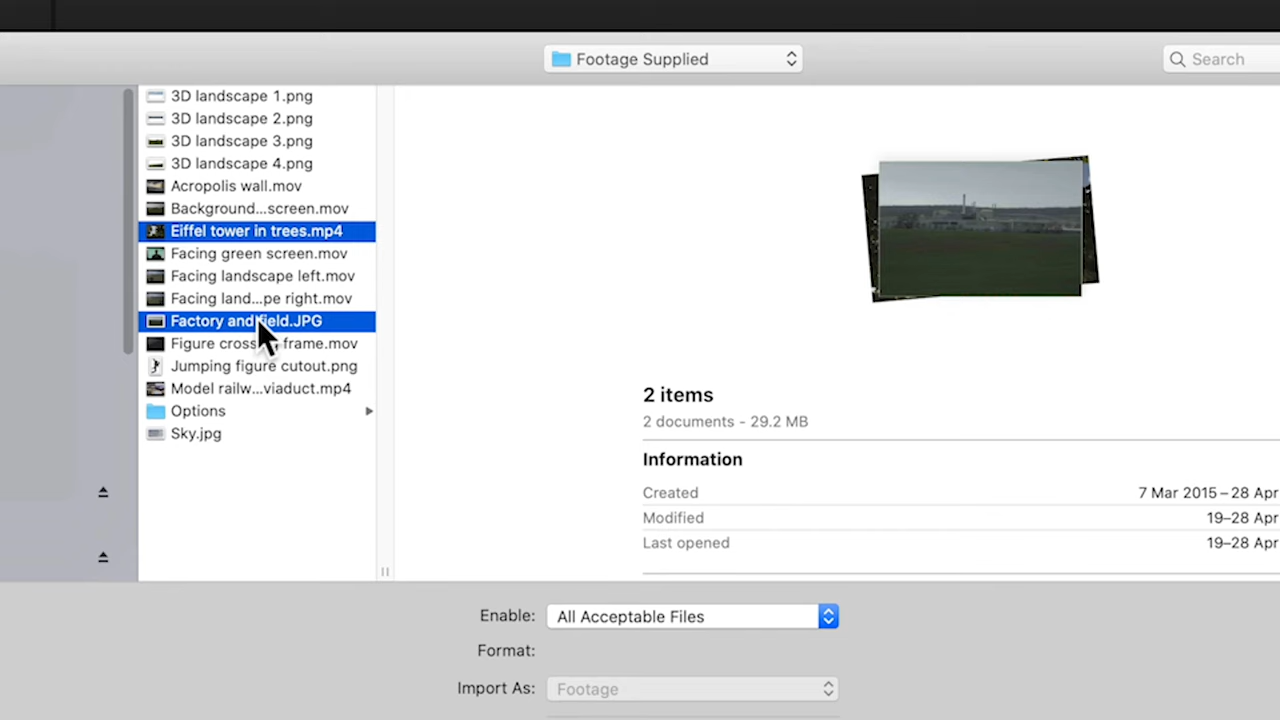 Footage Supplied
Search
3D landscape 1.png
3D landscape 2.png
3D landscape 3.png
3D landscape 4.png
Acropolis wall.mov
Background...screen.mov
Eiffel tower in trees.mp4
Facing green screen.mov
Facing landscape left.mov
Facing land...pe right.mov
Factory and field.JPG
Figure cross frame.mov
Jumping figure cutout.png
Model railw...viaduct.mp4
Options
Sky.jpg
2 items
2 documents - 29.2 MB
Information
Created 7 Mar 2015 – 28 Apr
Modified 19–28 Apr
Last opened 19–28 Apr
Enable: All Acceptable Files
Format:
Import As: Footage